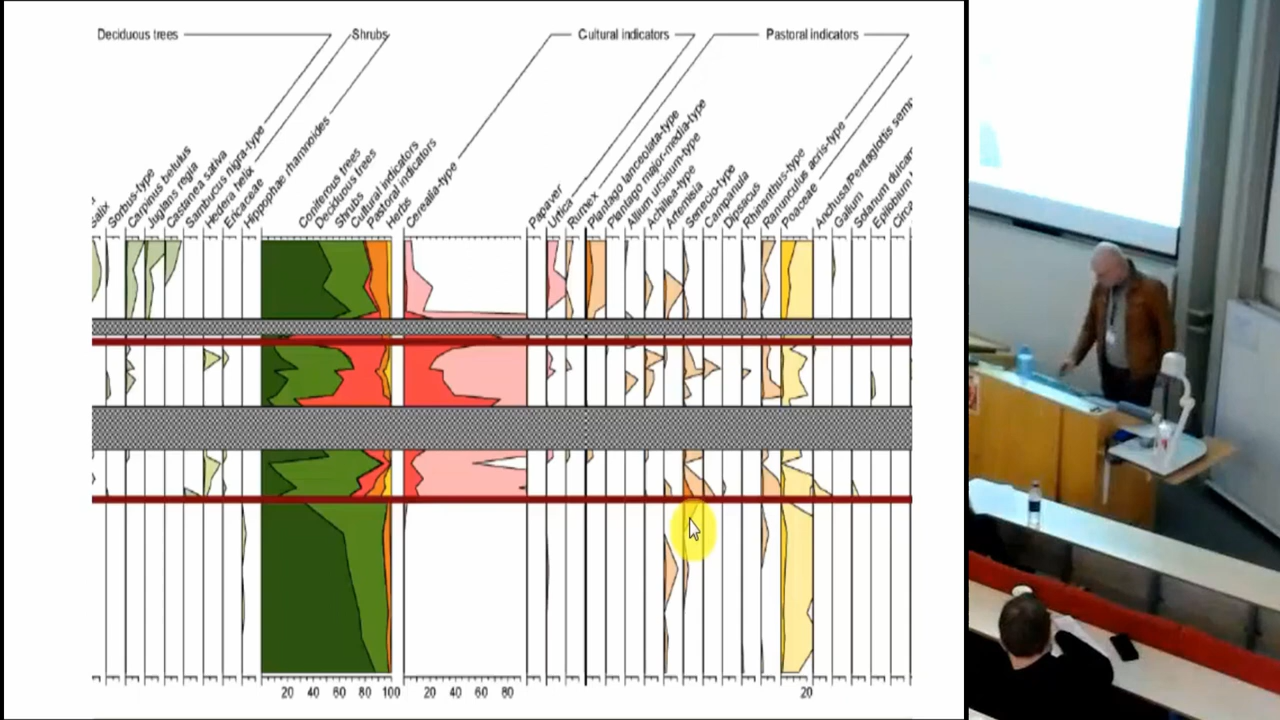 Deciduous trees
Shrubs
Cultural indicators
Pastoral indicators
Salix
Sorbus-type
Carpinus betulus
Juglans regia
Castanea sativa
Sambucus nigra-type
Hedera helix
Ericaceae
Hippophae rhamnoides
Coniferous trees
Deciduous trees
Shrubs
Cultural indicators
Pastoral indicators
Herbs
Cerealia-type
Papaver
Urtica
Rumex
Plantago lanceolata-type
Plantago major-media-type
Allium ursinum-type
Achillea-type
Artemisia
Senecio-type
Campanula
Dipsacus
Rhinanthus-type
Ranunculus acris-type
Poaceae
Anchusa/Pentaglottis semp
Galium
Solanum dulcam
Epilobium
Circa
20 40 60 80 100 20 40 60 80 20